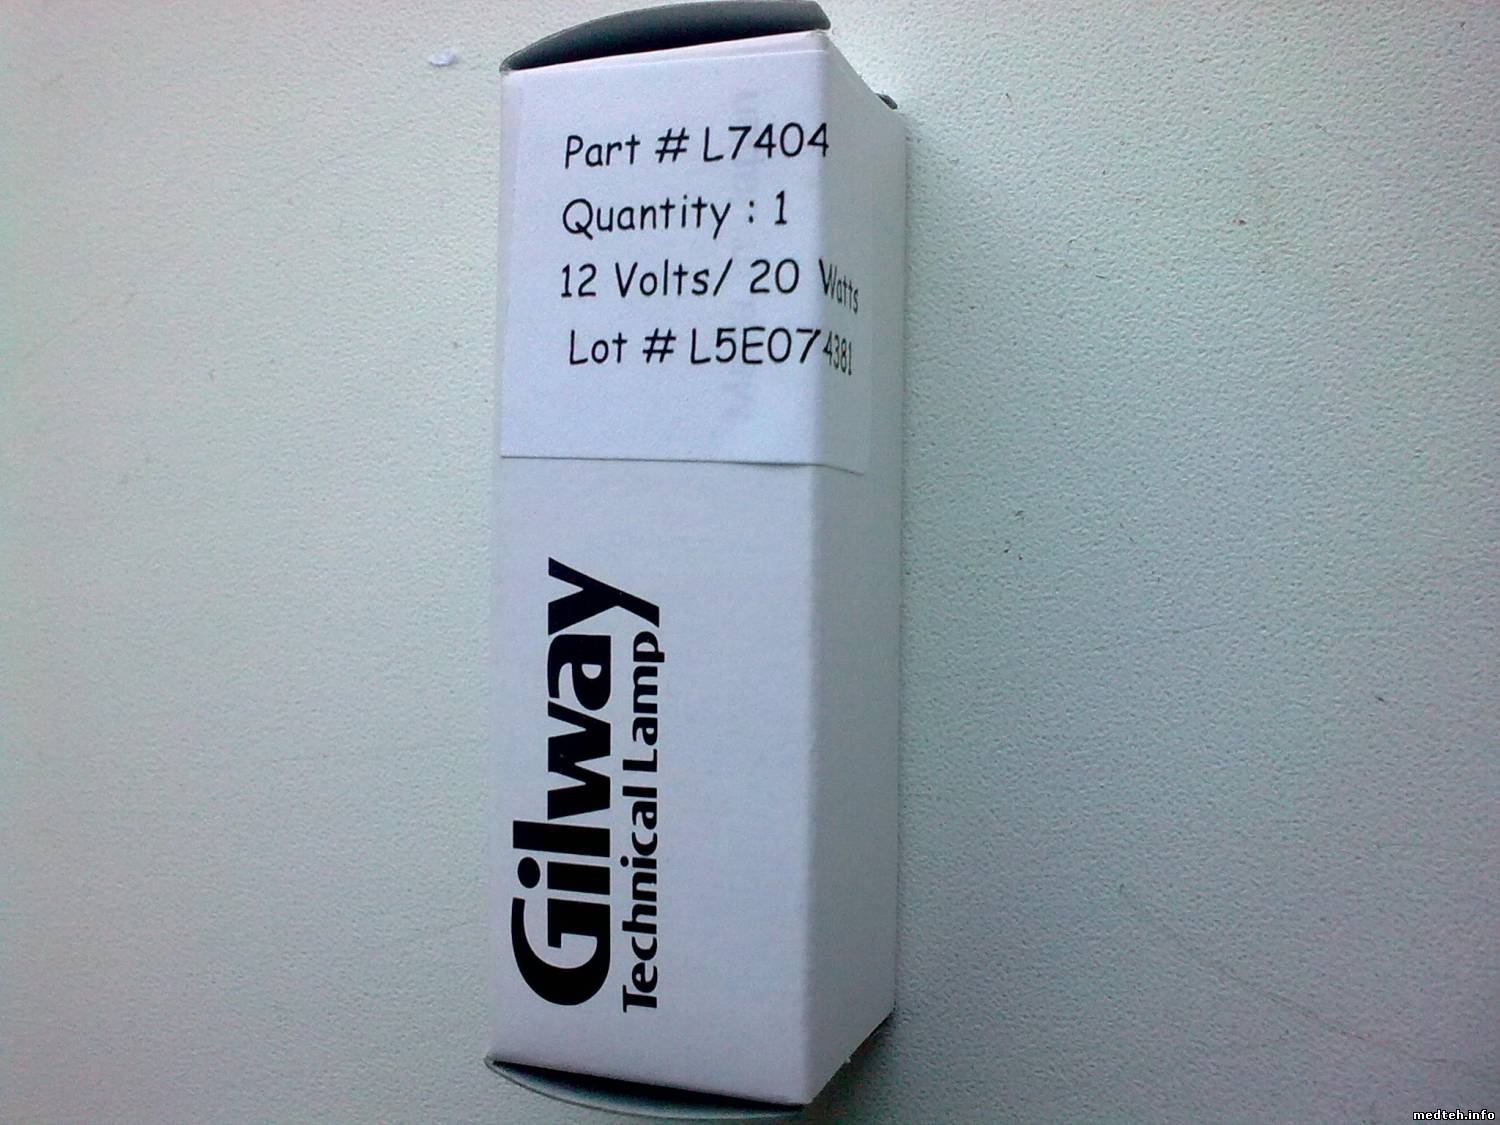 Part # L7404
Quantity : 1
12 Volts/ 20 Watts
Lot # L5E074381
Gilway
Technical Lamp
medteh.info